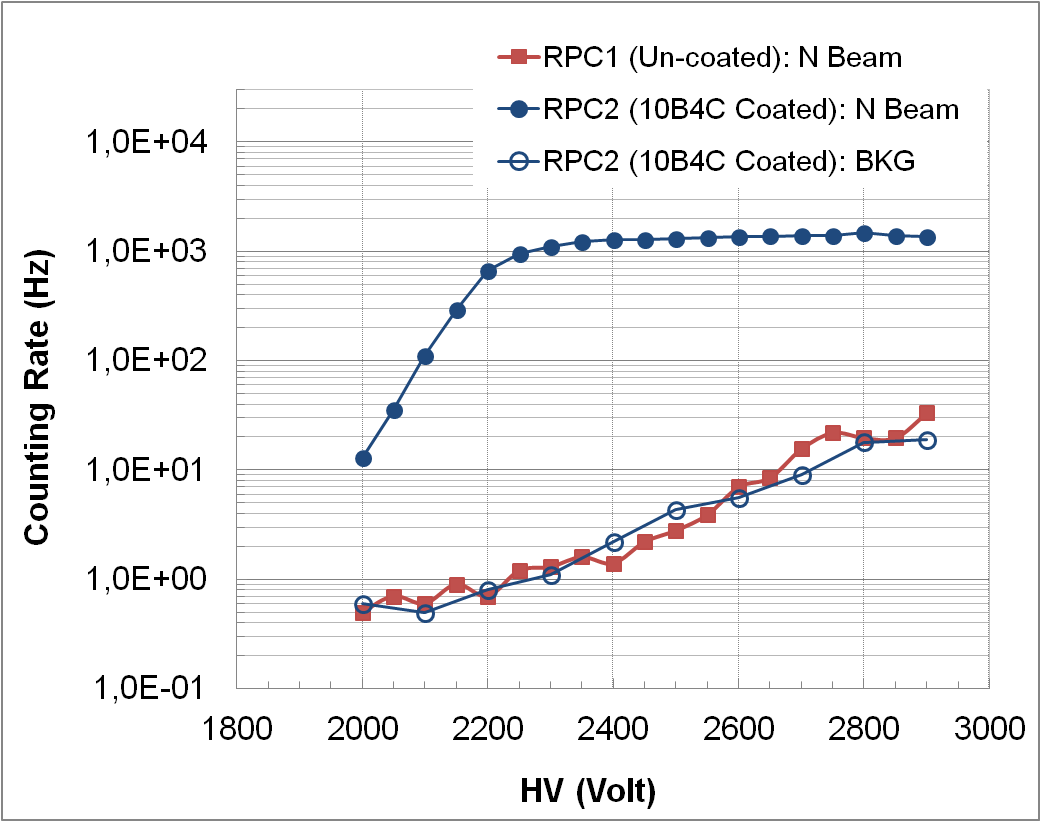 RPC1 (Un-coated): N Beam
RPC2 (10B4C Coated): N Beam
RPC2 (10B4C Coated): BKG
1,0E+04
1,0E+03
1,0E+02
1,0E+01
1,0E+00
1,0E-01
Counting Rate (Hz)
1800 2000 2200 2400 2600 2800 3000
HV (Volt)